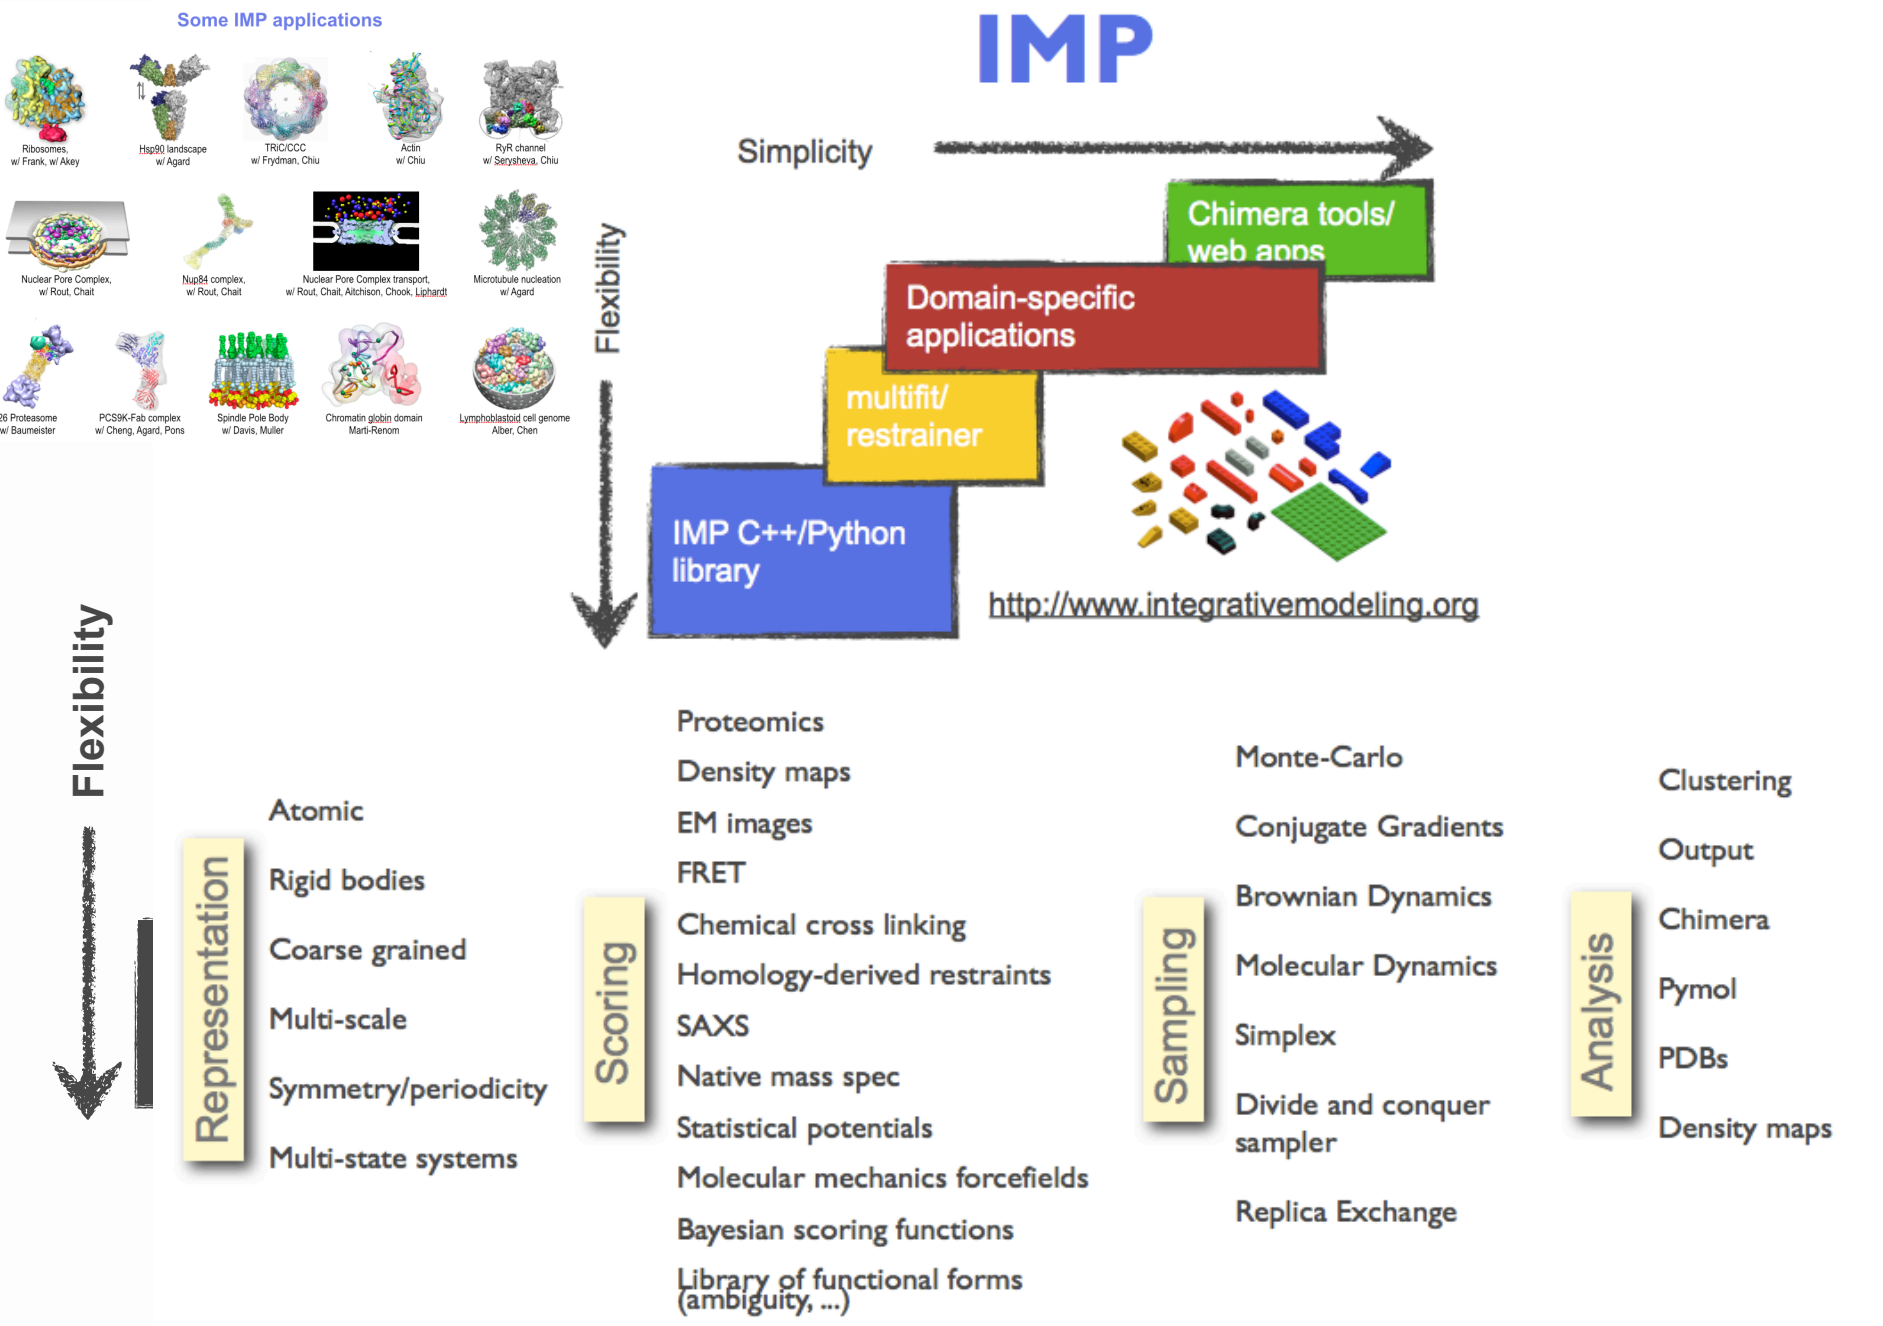 Some IMP applications
Ribosomes,
w/ Frank, w/ Akey
Hsp90 landscape
w/ Agard
TRiC/CCC
w/ Frydman, Chiu
Actin
w/ Chiu
RyR channel
w/ Serysheva, Chiu
Nuclear Pore Complex,
w/ Rout, Chait
Nup84 complex,
w/ Rout, Chait
Nuclear Pore Complex transport,
w/ Rout, Chait, Aitchison, Chook, Liphardt
Microtubule nucleation
w/ Agard
26 Proteasome
w/ Baumeister
PCS9K-Fab complex
w/ Cheng, Agard, Pons
Spindle Pole Body
w/ Davis, Muller
Chromatin globin domain
Marti-Renom
Lymphoblastoid cell genome
Alber, Chen
IMP
Simplicity
Flexibility
Chimera tools/
web apps
Domain-specific
applications
multifit/
restrainer
IMP C++/Python
library
http://www.integrativemodeling.org
Flexibility
Representation
Atomic
Rigid bodies
Coarse grained
Multi-scale
Symmetry/periodicity
Multi-state systems
Scoring
Proteomics
Density maps
EM images
FRET
Chemical cross linking
Homology-derived restraints
SAXS
Native mass spec
Statistical potentials
Molecular mechanics forcefields
Bayesian scoring functions
Library of functional forms
(ambiguity, ...)
Sampling
Monte-Carlo
Conjugate Gradients
Brownian Dynamics
Molecular Dynamics
Simplex
Divide and conquer
sampler
Replica Exchange
Analysis
Clustering
Output
Chimera
Pymol
PDBs
Density maps